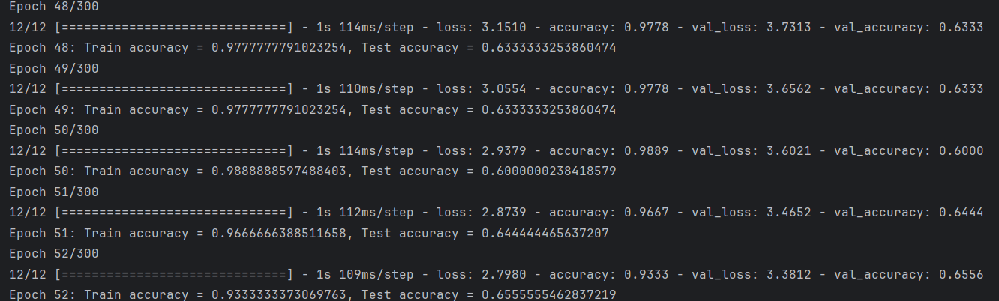 Epoch 48/300
12/12 [==============================] - 1s 114ms/step - loss: 3.1510 - accuracy: 0.9778 - val_loss: 3.7313 - val_accuracy: 0.6333
Epoch 48: Train accuracy = 0.9777777791023254, Test accuracy = 0.6333333253860474
Epoch 49/300
12/12 [==============================] - 1s 110ms/step - loss: 3.0554 - accuracy: 0.9778 - val_loss: 3.6562 - val_accuracy: 0.6333
Epoch 49: Train accuracy = 0.9777777791023254, Test accuracy = 0.6333333253860474
Epoch 50/300
12/12 [==============================] - 1s 114ms/step - loss: 2.9379 - accuracy: 0.9889 - val_loss: 3.6021 - val_accuracy: 0.6000
Epoch 50: Train accuracy = 0.9888888597488403, Test accuracy = 0.6000000238418579
Epoch 51/300
12/12 [==============================] - 1s 112ms/step - loss: 2.8739 - accuracy: 0.9667 - val_loss: 3.4652 - val_accuracy: 0.6444
Epoch 51: Train accuracy = 0.9666666388511658, Test accuracy = 0.644444465637207
Epoch 52/300
12/12 [==============================] - 1s 109ms/step - loss: 2.7980 - accuracy: 0.9333 - val_loss: 3.3812 - val_accuracy: 0.6556
Epoch 52: Train accuracy = 0.9333333373069763, Test accuracy = 0.6555555462837219